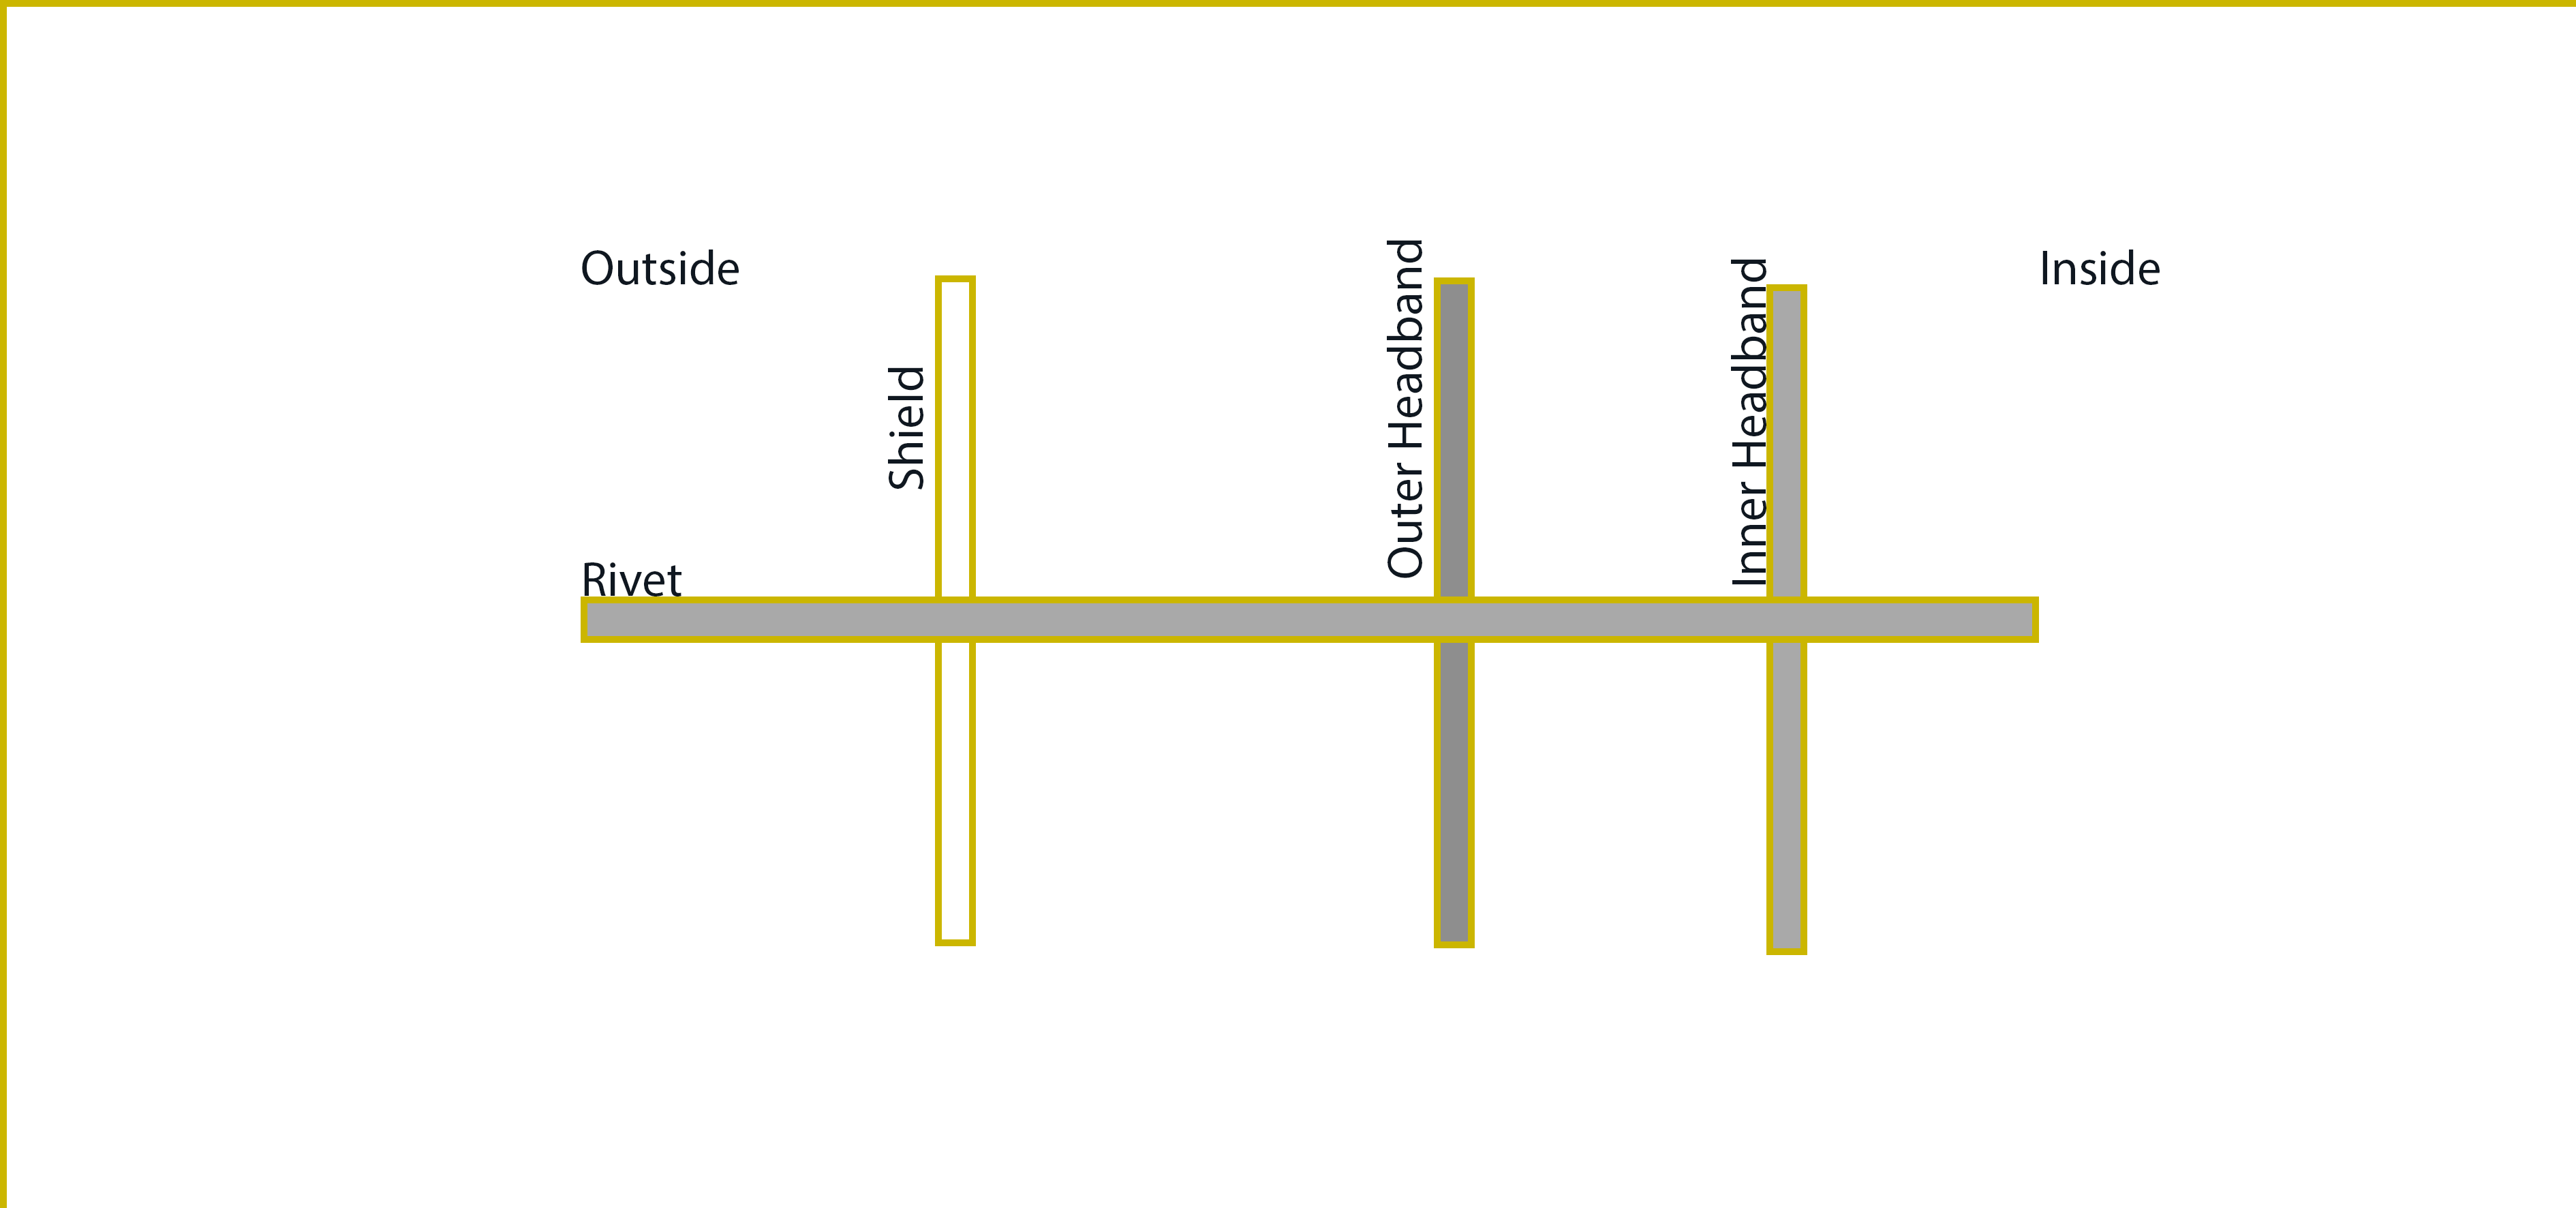 Outside
Inside
Shield
Outer Headband
Inner Headband
Rivet